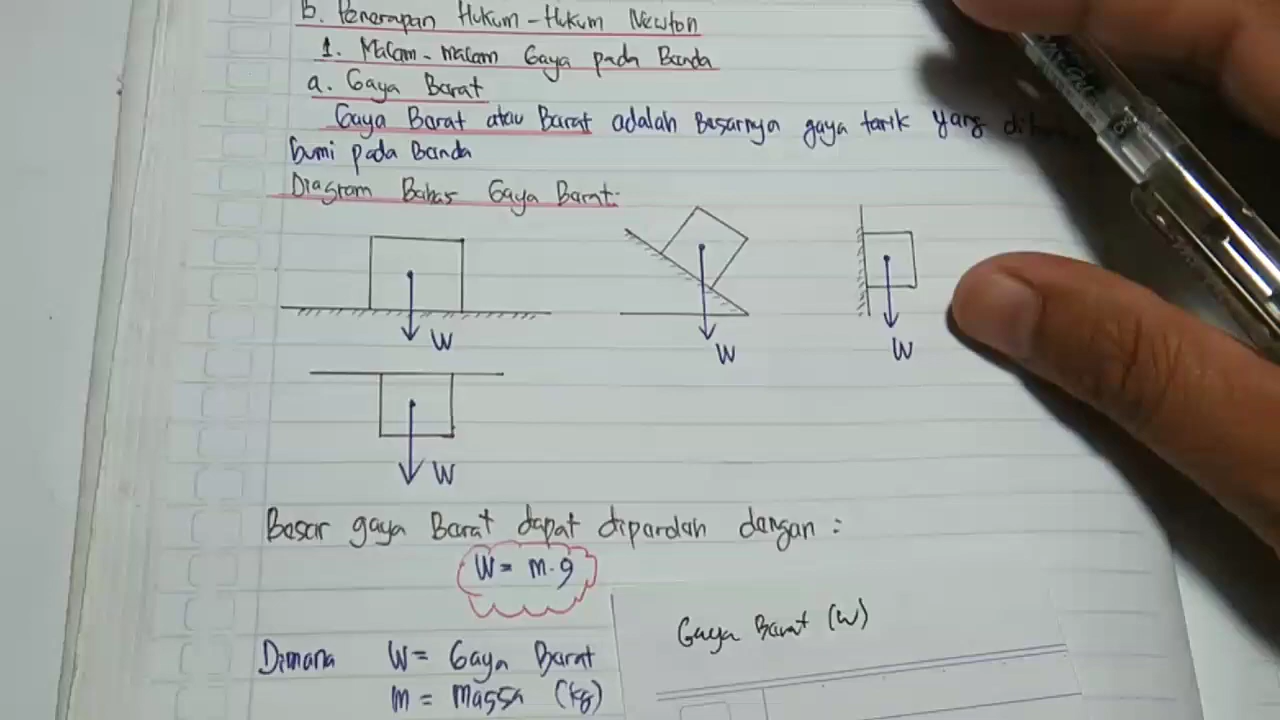 b. Penerapan Hukum-Hukum Newton
1. Macam-macam Gaya pada Benda
a. Gaya Berat
Gaya Berat atau Berat adalah Besarnya gaya tarik yang
bumi pada Benda
Diagram Bebas Gaya Berat:
W
W
W
W
Besar gaya Berat dapat diperoleh dengan :
W = m.g
Dimana W = Gaya Berat
m = massa (kg)
Gaya Berat (W)